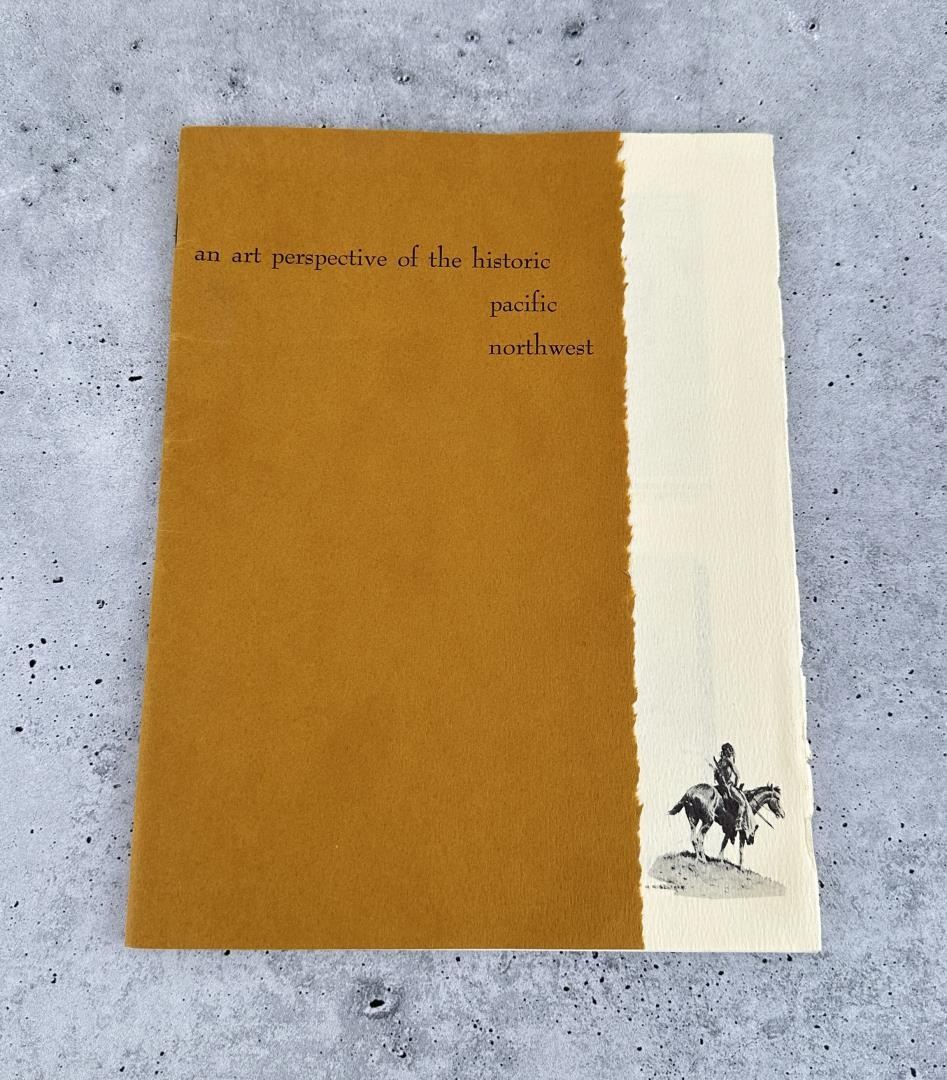 an art perspective of the historic
pacific
northwest